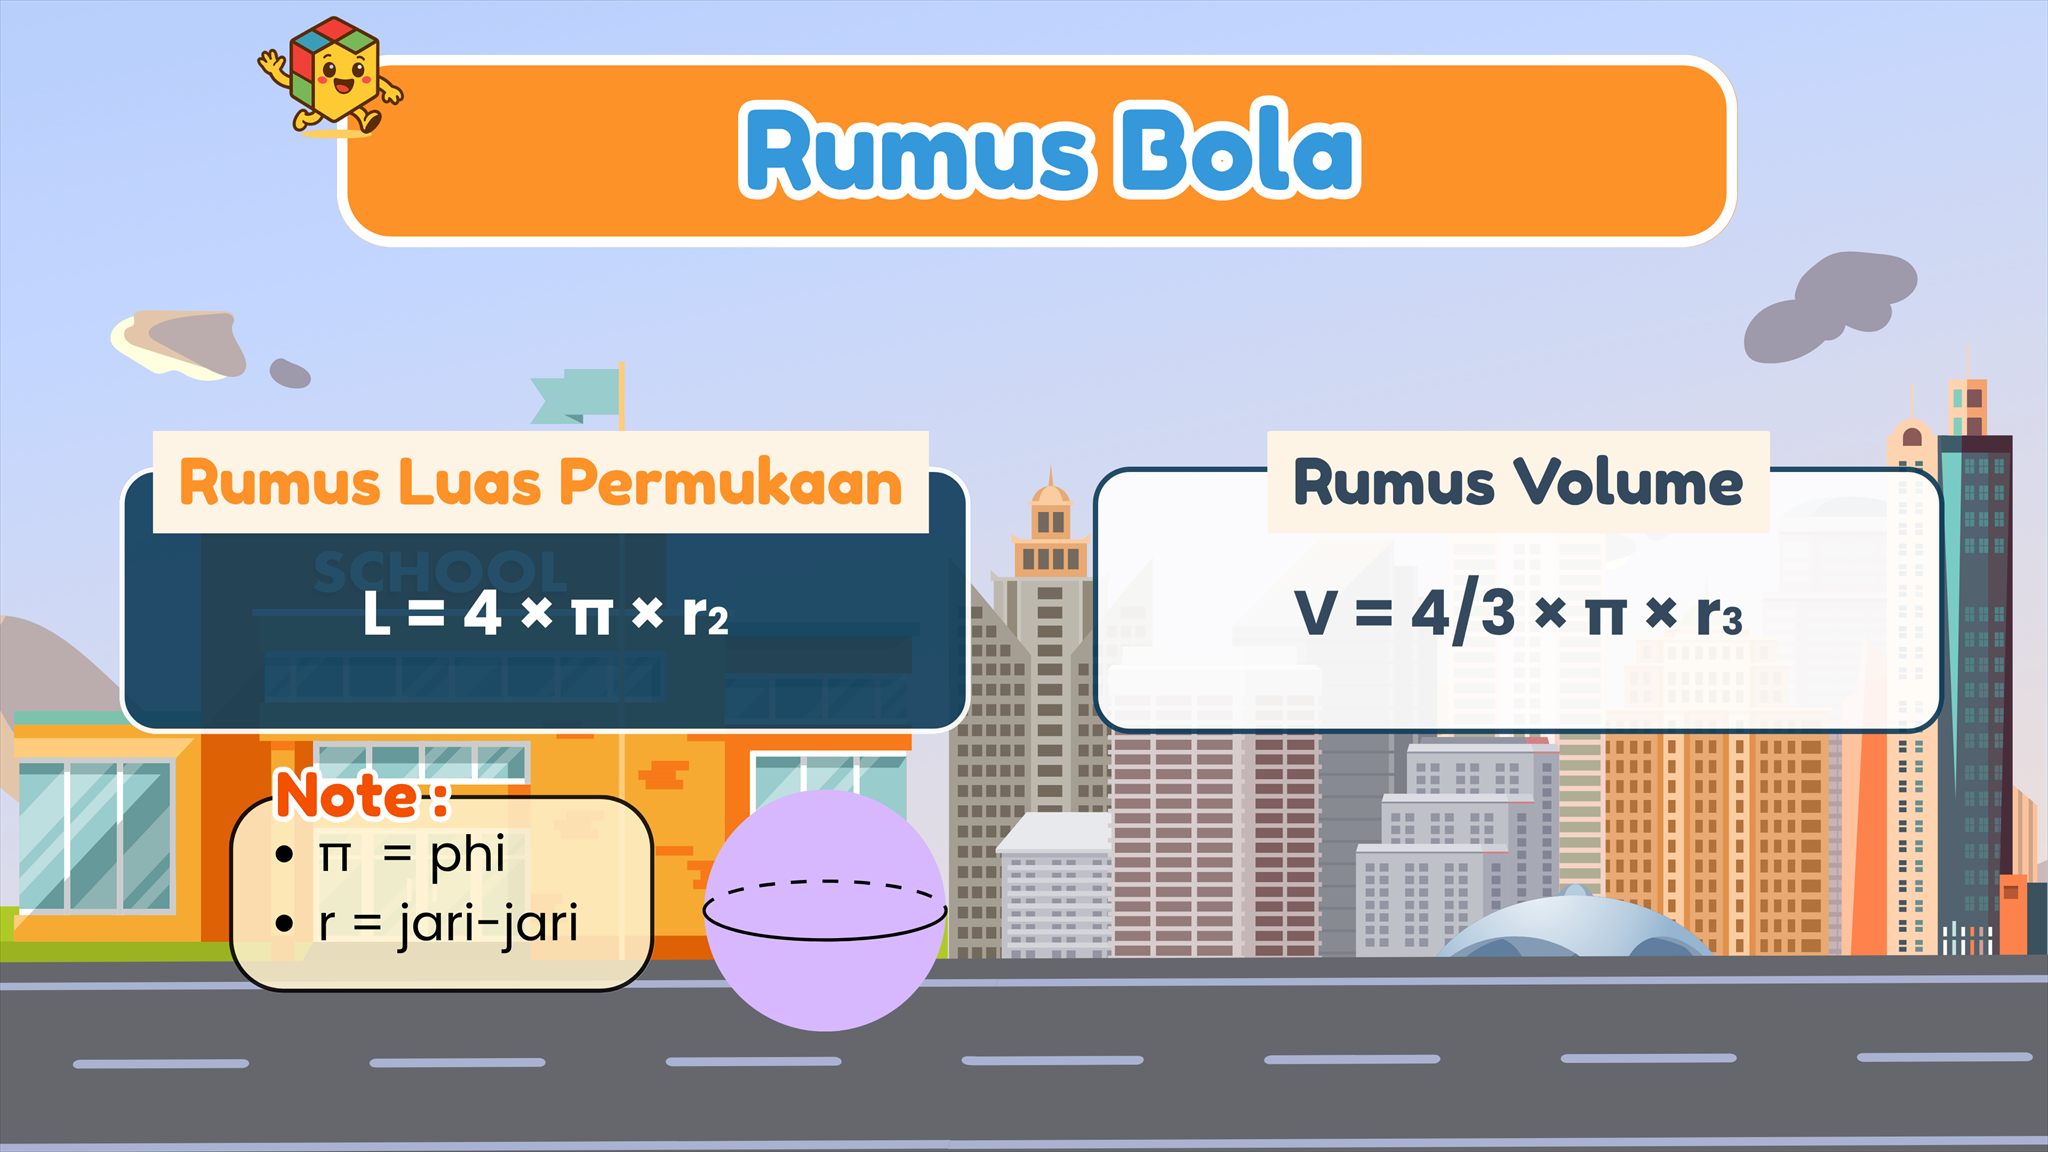 Rumus Bola
Rumus Luas Permukaan
SCHOOL
L = 4 × π × r₂
Rumus Volume
V = 4/3 × π × r₃
Note :
• π = phi
• r = jari-jari